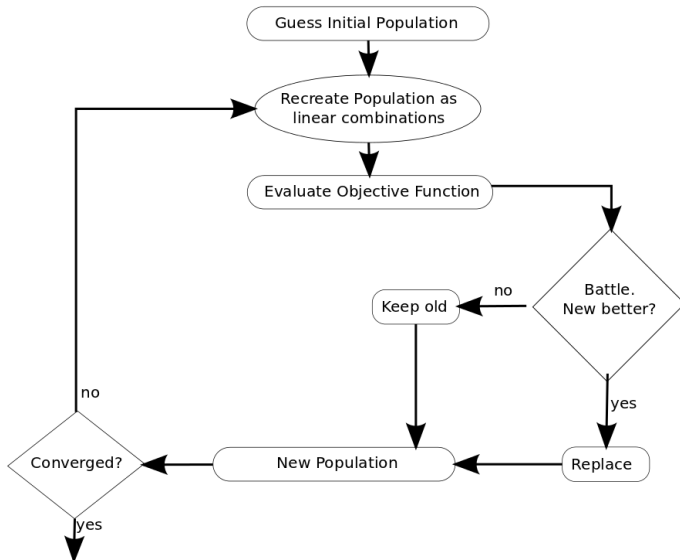 Guess Initial Population
Recreate Population as
linear combinations
Evaluate Objective Function
Battle.
New better?
no
Keep old
yes
Replace
New Population
Converged?
no
yes